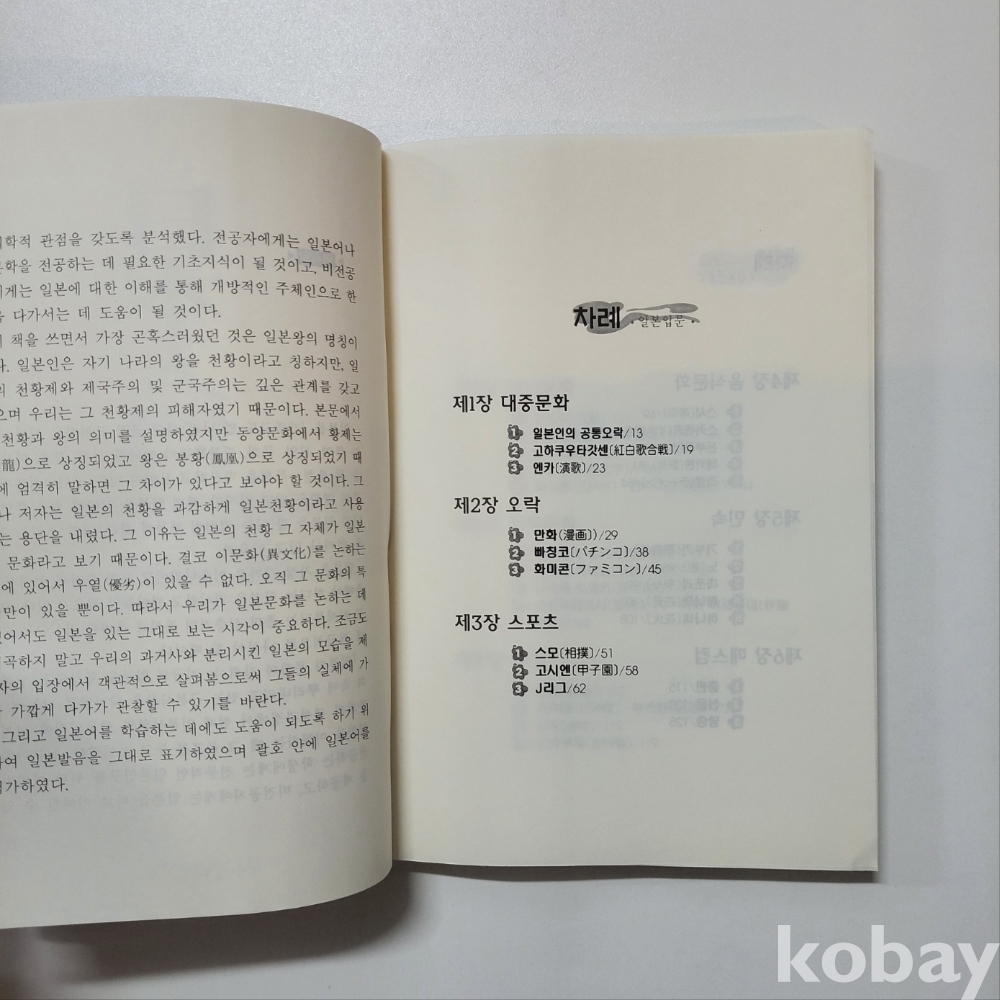 학적 관점을 갖도록 분석했다. 전공자에게는 일본어나
문학을 전공하는 데 필요한 기초지식이 될 것이고, 비전공
에게는 일본에 대한 이해를 통해 개방적인 주체인으로 한
을 다가서는 데 도움이 될 것이다.
책을 쓰면서 가장 곤혹스러웠던 것은 일본왕의 명칭이
다. 일본인은 자기 나라의 왕을 천황이라고 칭하지만, 일
의 천황제와 제국주의 및 군국주의는 깊은 관계를 갖고
으며 우리는 그 천황제의 피해자였기 때문이다. 본문에서
천황과 왕의 의미를 설명하였지만 동양문화에서 황제는
(龍)으로 상징되었고 왕은 봉황(鳳凰)으로 상징되었기 때
에 엄격히 말하면 그 차이가 있다고 보아야 할 것이다. 그
나 저자는 일본의 천황을 과감하게 일본천황이라고 사용
는 용단을 내렸다. 그 이유는 일본의 천황 그 자체가 일본
문화라고 보기 때문이다. 결코 이문화(異文化)를 논하는
에 있어서 우열(優劣)이 있을 수 없다. 오직 그 문화의 특
만이 있을 뿐이다. 따라서 우리가 일본문화를 논하는 데
있어서도 일본을 있는 그대로 보는 시각이 중요하다. 조금도
곡하지 말고 우리의 과거사와 분리시킨 일본의 모습을 제
자의 입장에서 객관적으로 살펴봄으로써 그들의 실체에 가
가깝게 다가가 관찰할 수 있기를 바란다.
그리고 일본어를 학습하는 데에도 도움이 되도록 하기 위
하여 일본발음을 그대로 표기하였으며 괄호 안에 일본어를
첨가하였다.
차례 •일본입문•
제1장 대중문화
1 일본인의 공통오락/13
2 고하쿠우타갓센(紅白歌合戦)/19
3 엔카(演歌)/23
제2장 오락
1 만화(漫画))/29
2 빠칭코(パチンコ)/38
3 화미콘(ファミコン)/45
제3장 스포츠
1 스모(相撲)/51
2 고시엔(甲子園)/58
3 J리그/62
kobay